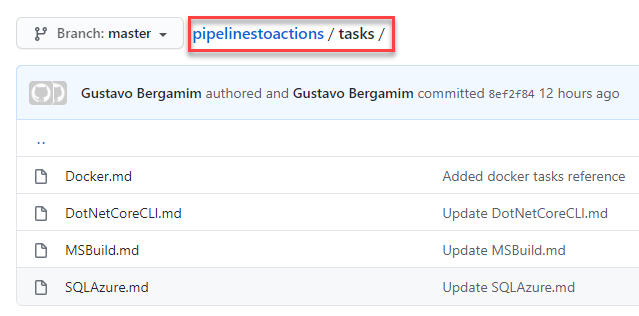 Branch: master pipelinestoactions / tasks /
Gustavo Bergamim authored and Gustavo Bergamim committed 8ef2f84 12 hours ago
..
Docker.md Added docker tasks reference
DotNetCoreCLI.md Update DotNetCoreCLI.md
MSBuild.md Update MSBuild.md
SQLAzure.md Update SQLAzure.md